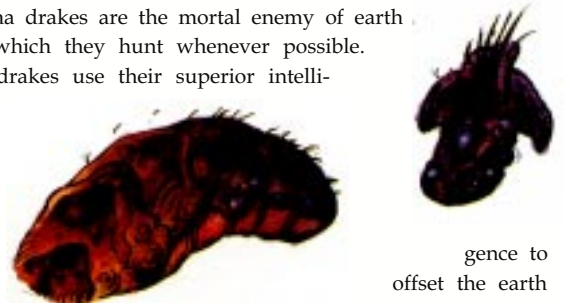 na drakes are the mortal enemy of earth
which they hunt whenever possible.
drakes use their superior intelli-
gence to
offset the earth